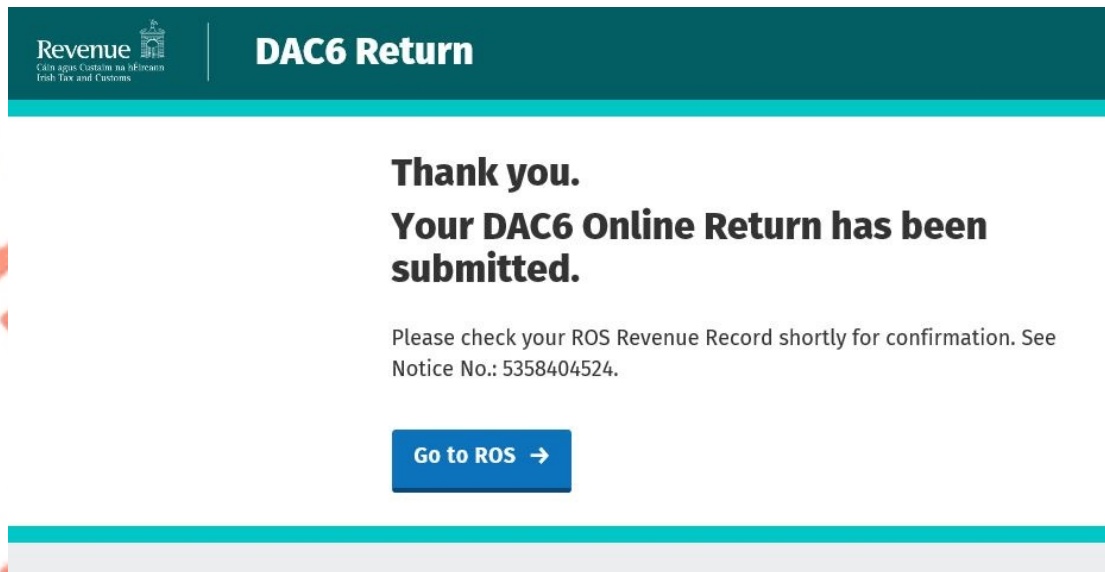 Revenue
Cáin agus Custaim na hÉireann
Irish Tax and Customs
DAC6 Return
Thank you.
Your DAC6 Online Return has been
submitted.
Please check your ROS Revenue Record shortly for confirmation. See
Notice No.: 5358404524.
Go to ROS →